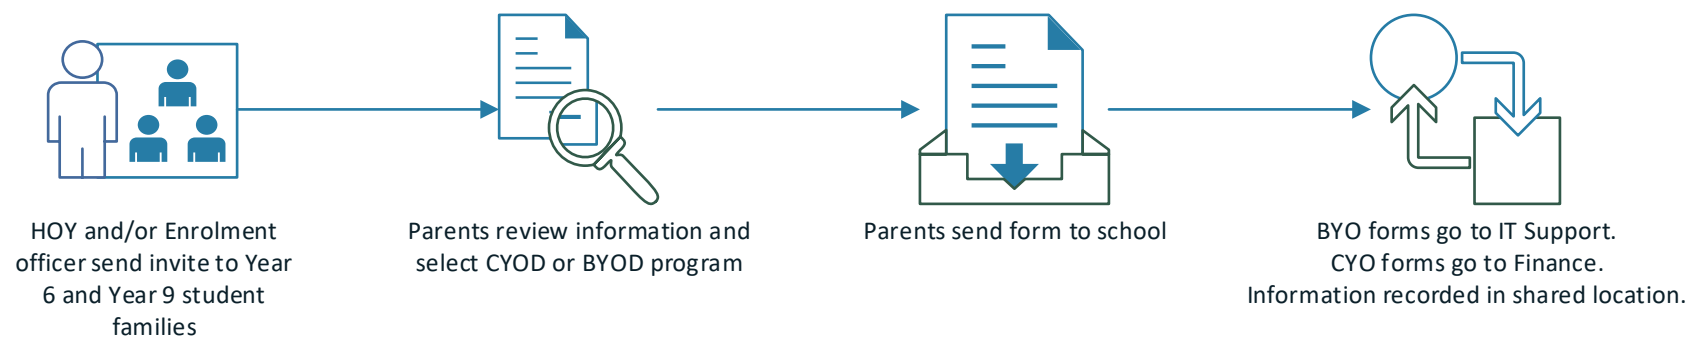 HOY and/or Enrolment
officer send invite to Year
6 and Year 9 student
families
Parents review information and
select CYOD or BYOD program
Parents send form to school
BYO forms go to IT Support.
CYO forms go to Finance.
Information recorded in shared location.